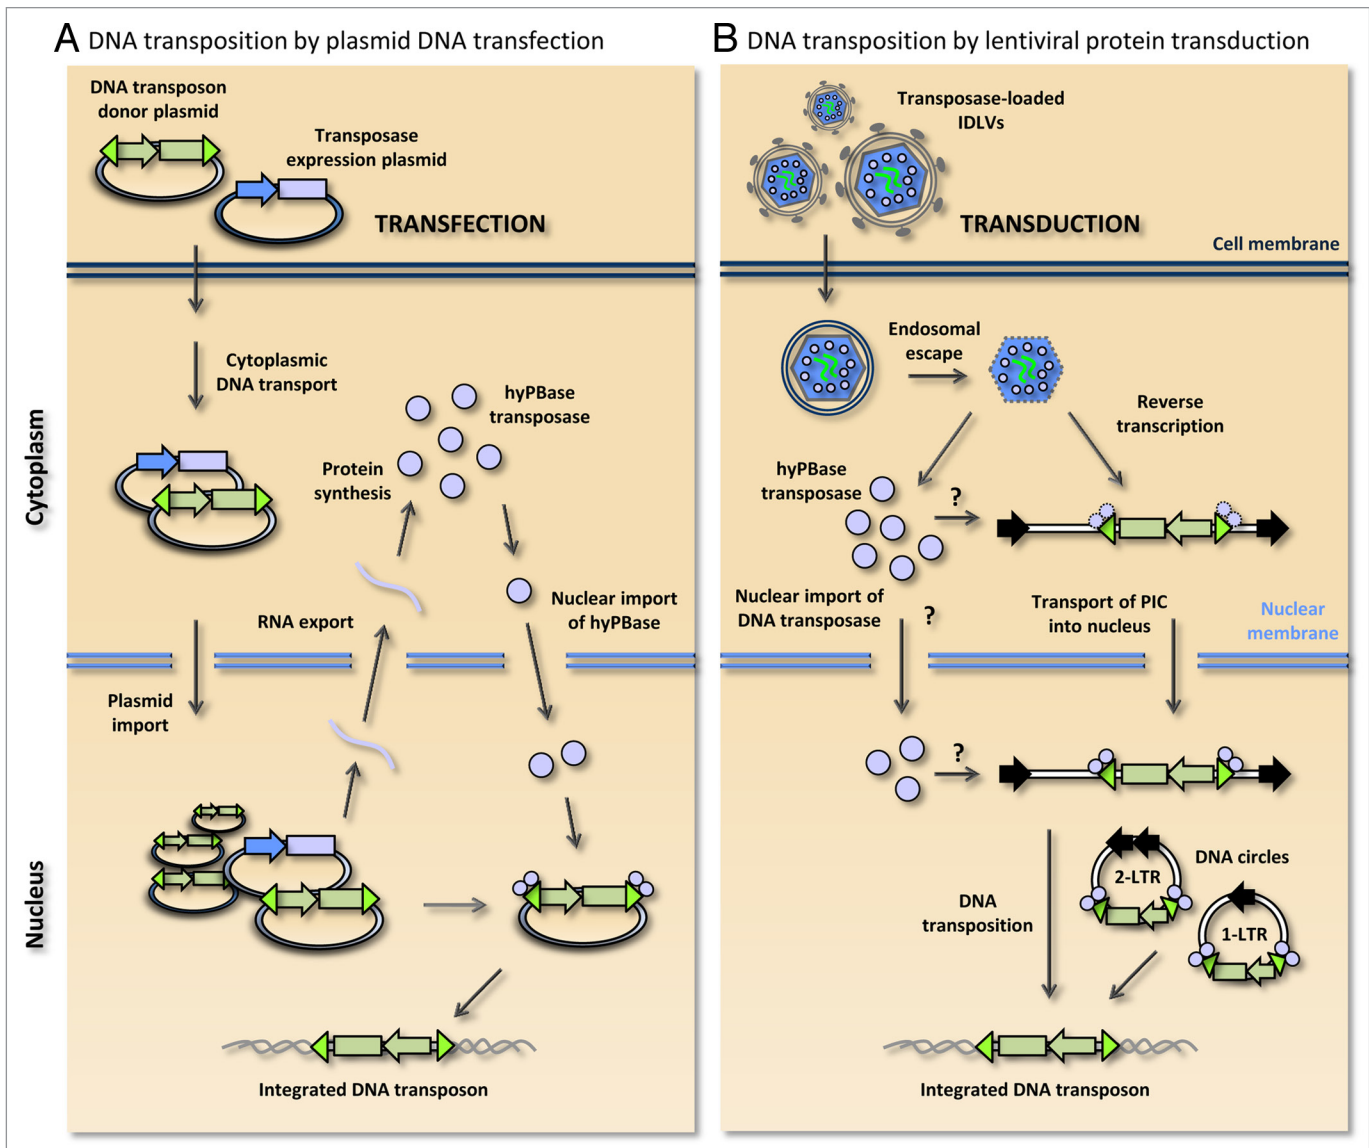 A DNA transposition by plasmid DNA transfection
DNA transposon
donor plasmid
Transposase
expression plasmid
TRANSFECTION
Cytoplasmic
DNA transport
hyPBase
transposase
Protein
synthesis
Cytoplasm
RNA export
Nuclear import
of hyPBase
Plasmid
import
Nucleus
Integrated DNA transposon
B DNA transposition by lentiviral protein transduction
Transposase-loaded
IDLVs
TRANSDUCTION
Cell membrane
Endosomal
escape
Reverse
transcription
hyPBase
transposase
?
Nuclear import of
DNA transposase
?
Transport of PIC
into nucleus
Nuclear
membrane
?
DNA circles
2-LTR
1-LTR
DNA
transposition
Integrated DNA transposon